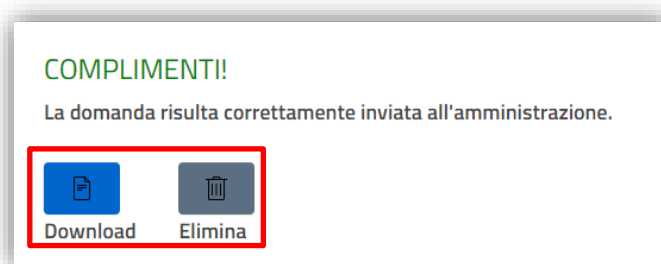 COMPLIMENTI!
La domanda risulta correttamente inviata all'amministrazione.
Download Elimina